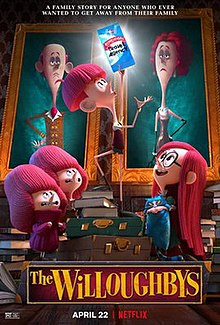 A FAMILY STORY FOR ANYONE WHO EVER
WANTED TO GET AWAY FROM THEIR FAMILY
The WiLLOUGHBYS
APRIL 22 | NETFLIX